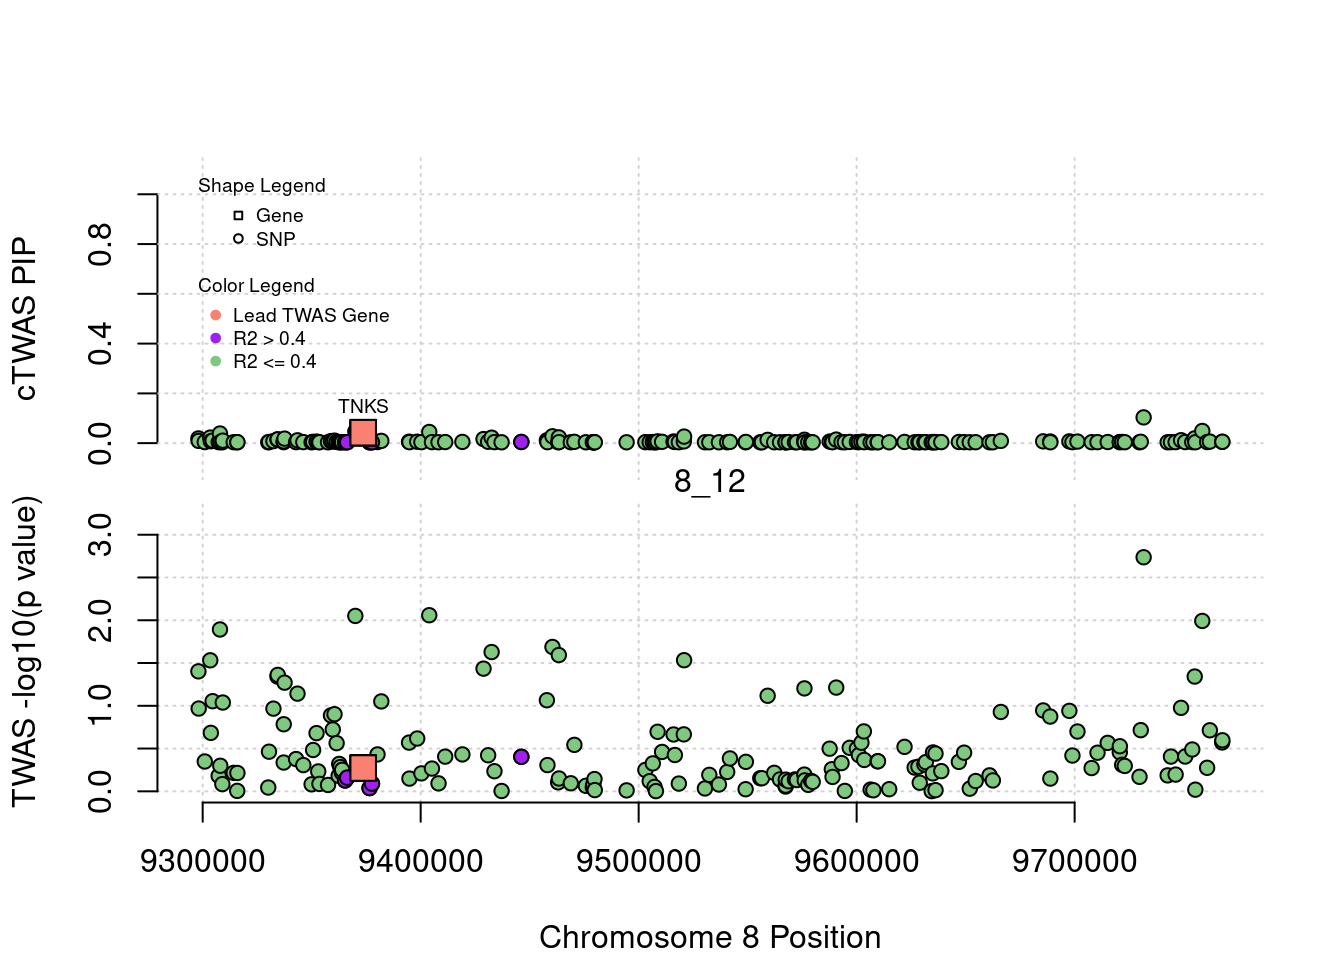 Shape Legend
Gene
SNP
Color Legend
Lead TWAS Gene
R2 > 0.4
R2 <= 0.4
TNKS
cTWAS PIP
0.8
0.4
0.0
8_12
TWAS -log10(p value)
3.0
2.0
1.0
0.0
9300000 9400000 9500000 9600000 9700000
Chromosome 8 Position